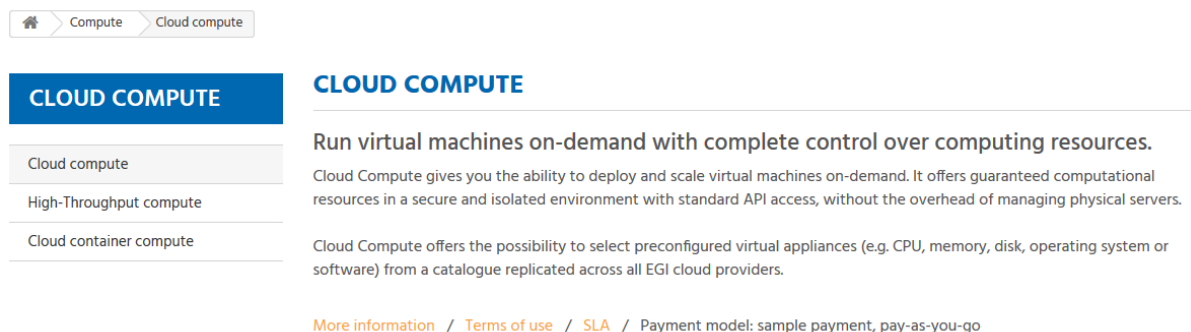 Compute
Cloud compute
CLOUD COMPUTE
Cloud compute
High-Throughput compute
Cloud container compute
CLOUD COMPUTE
Run virtual machines on-demand with complete control over computing resources.
Cloud Compute gives you the ability to deploy and scale virtual machines on-demand. It offers guaranteed computational
resources in a secure and isolated environment with standard API access, without the overhead of managing physical servers.
Cloud Compute offers the possibility to select preconfigured virtual appliances (e.g. CPU, memory, disk, operating system or
software) from a catalogue replicated across all EGI cloud providers.
More information / Terms of use / SLA / Payment model: sample payment, pay-as-you-go